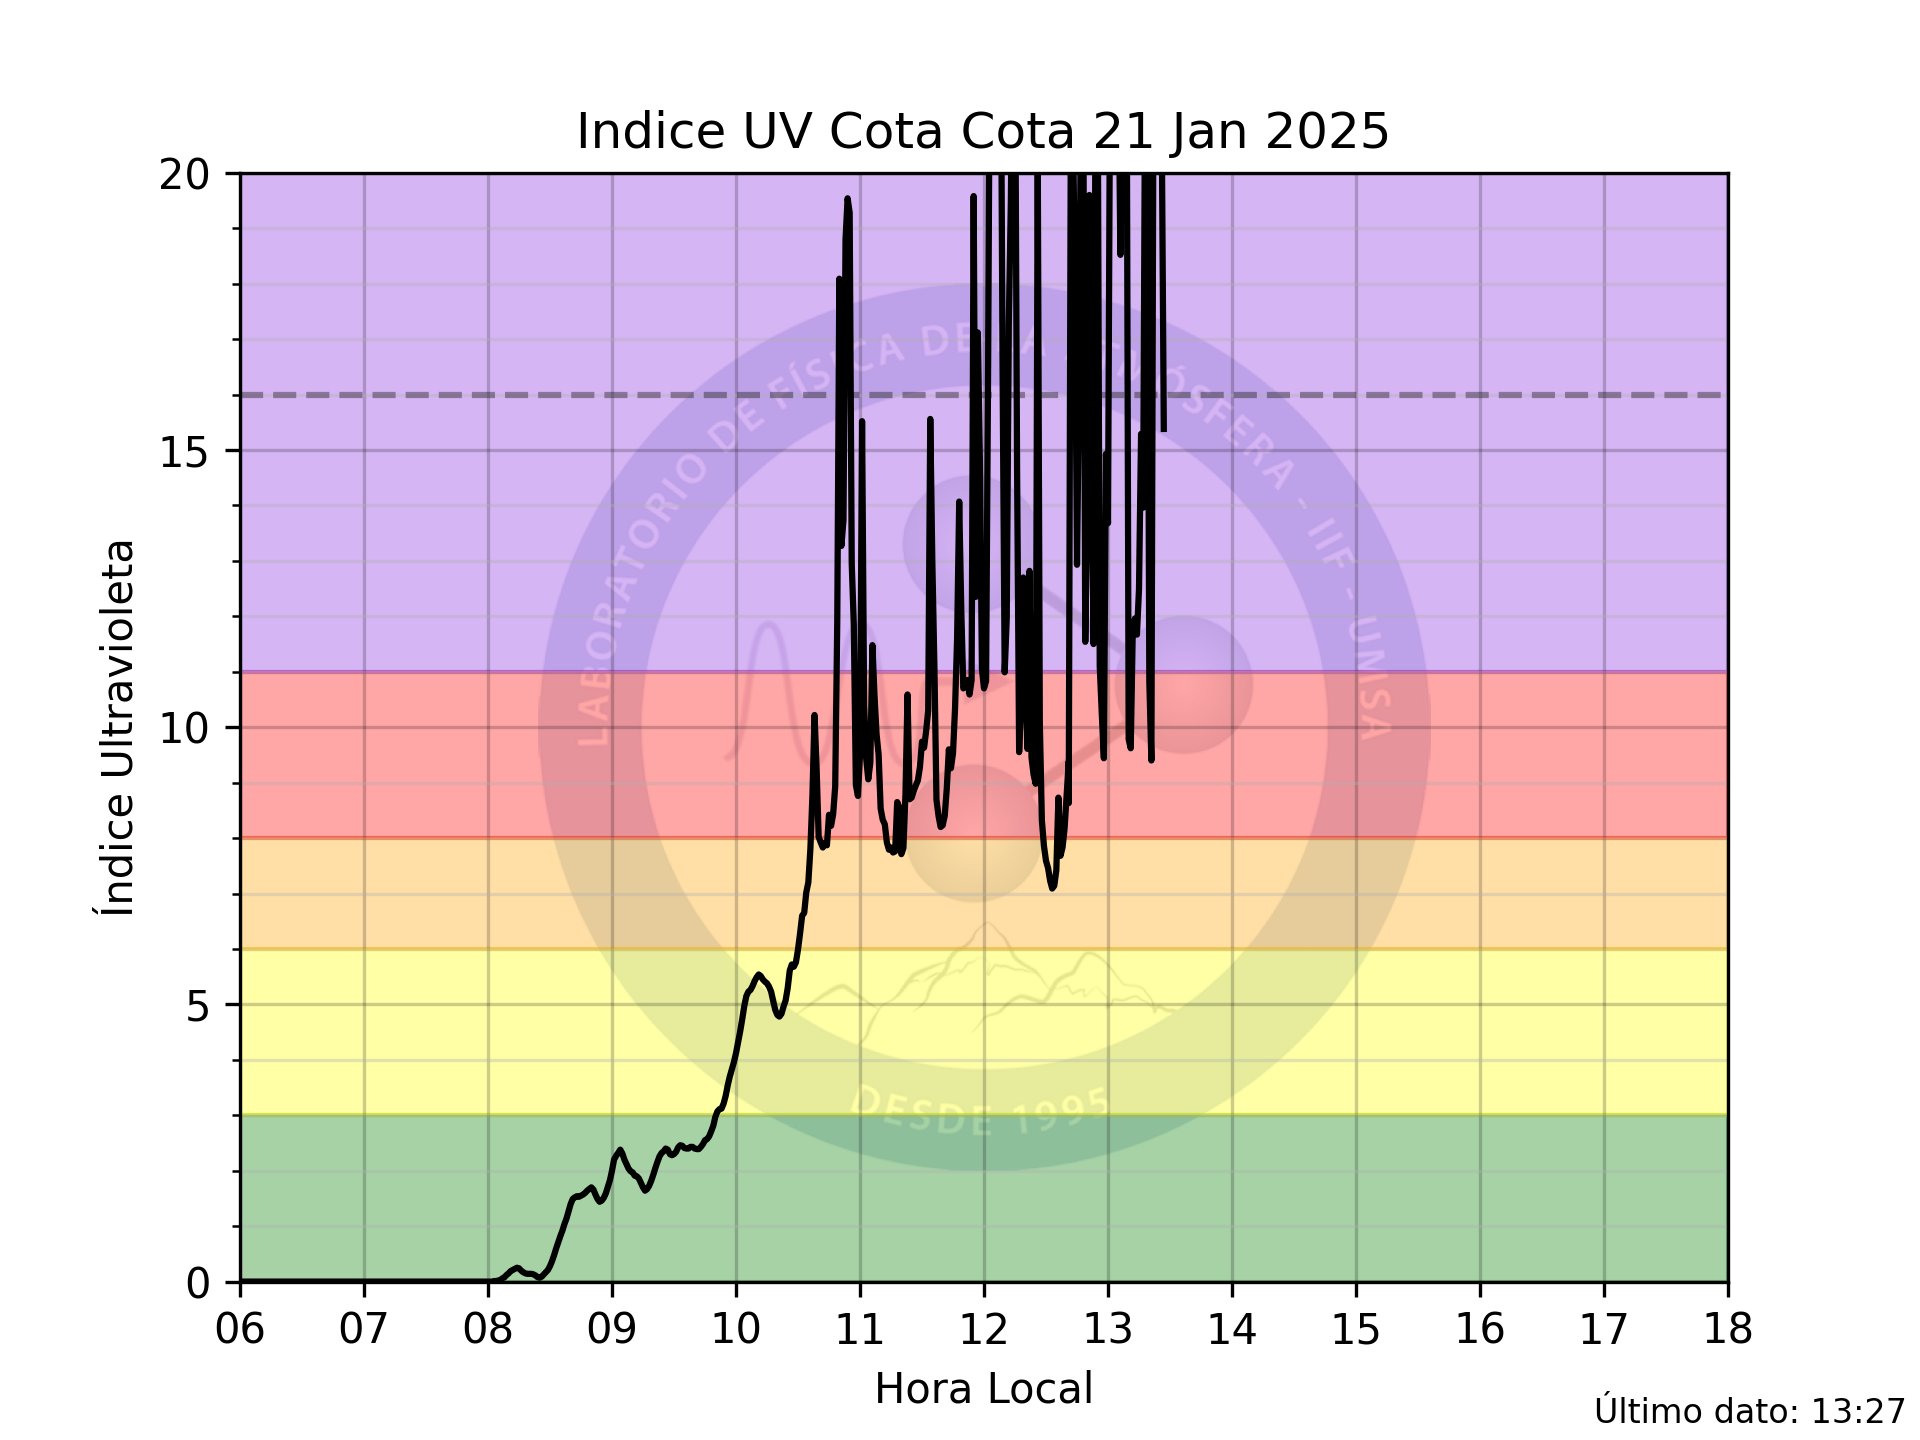 Indice UV Cota Cota 21 Jan 2025
20
15
10
5
0
Índice Ultravioleta
LABORATORIO DE FÍSICA DE LA ATMÓSFERA - IIF - UMSA
DESDE 1995
06 07 08 09 10 11 12 13 14 15 16 17 18
Hora Local
Último dato: 13:27